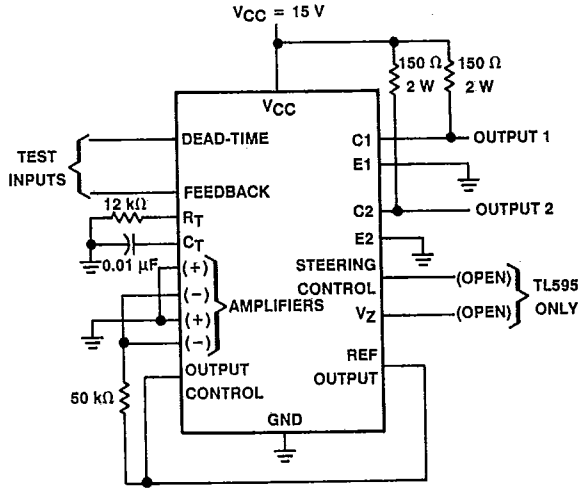 VCC = 15 V
150 Ω
2 W
150 Ω
2 W
VCC
TEST
INPUTS
DEAD-TIME
FEEDBACK
12 kΩ
RT
CT
0.01 μF
(+)
(−)
(+)
(−)
AMPLIFIERS
50 kΩ
OUTPUT
CONTROL
GND
C1
OUTPUT 1
E1
C2
OUTPUT 2
E2
STEERING
CONTROL
(OPEN)
VZ
(OPEN)
TL595
ONLY
REF
OUTPUT